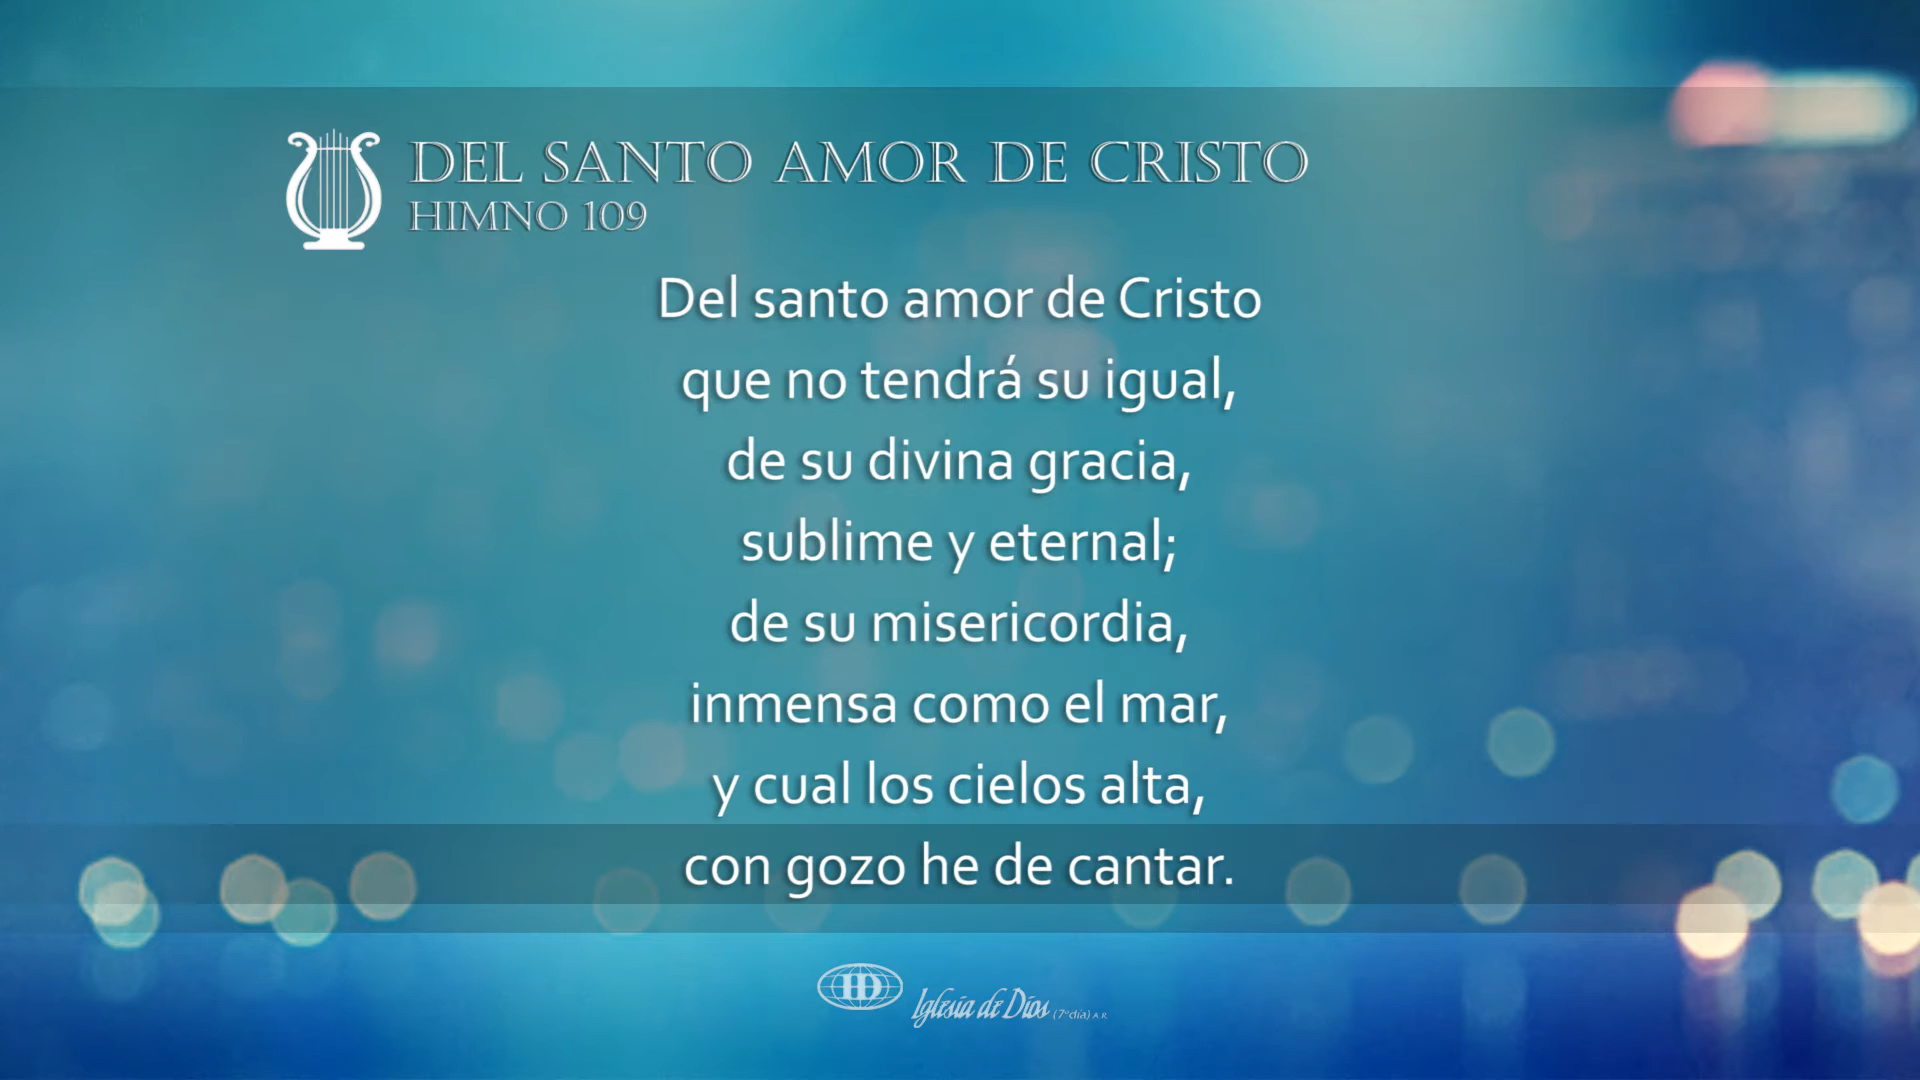 DEL SANTO AMOR DE CRISTO
HIMNO 109
Del santo amor de Cristo
que no tendrá su igual,
de su divina gracia,
sublime y eternal;
de su misericordia,
inmensa como el mar,
y cual los cielos alta,
con gozo he de cantar.
ID Iglesia de Dios (7º día) A.R.